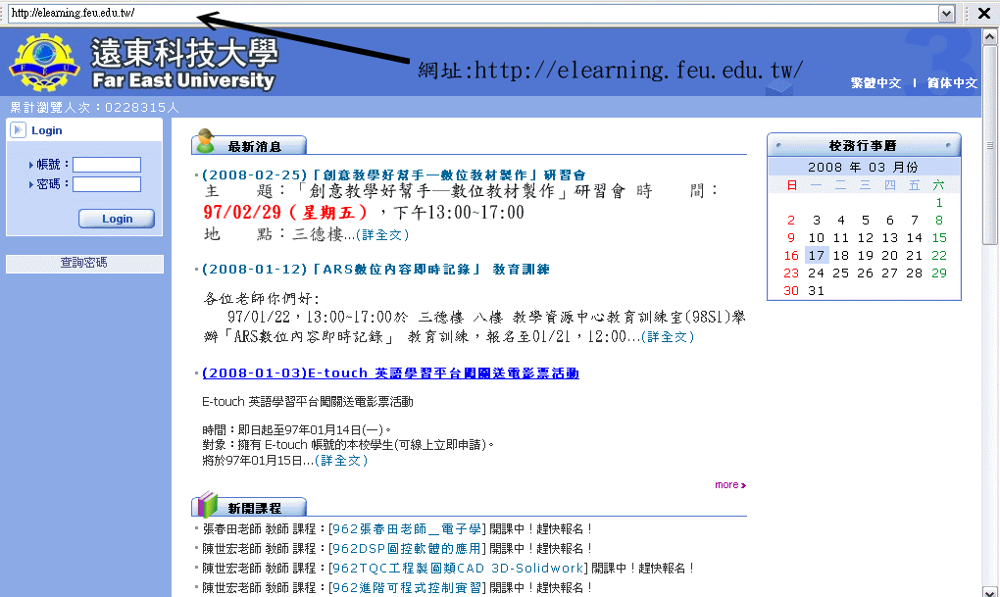 http://elearning.feu.edu.tw/
遠東科技大學
Far East University
網址:http://elearning.feu.edu.tw/
繁體中文 | 简体中文
累計瀏覽人次：0228315人
Login
帳號：
密碼：
Login
查詢密碼
最新消息
(2008-02-25)「創意教學好幫手—數位教材製作」研習會
主　　題：「創意教學好幫手—數位教材製作」研習會 時　　間：
97/02/29（星期五），下午13:00~17:00
地　　點：三德樓...(詳全文)
(2008-01-12)「ARS數位內容即時記錄」 教育訓練
各位老師你們好:
97/01/22，13:00~17:00於 三德樓 八樓 教學資源中心教育訓練室(98S1)舉
辦「ARS數位內容即時記錄」 教育訓練，報名至01/21，12:00...(詳全文)
(2008-01-03)E-touch 英語學習平台闖關送電影票活動
E-touch 英語學習平台闖關送電影票活動
時間：即日起至97年01月14日(一)。
對象：擁有 E-touch 帳號的本校學生(可線上立即申請)。
將於97年01月15日...(詳全文)
more
新開課程
張春田老師 教師 課程：[962張春田老師__電子學] 開課中！趕快報名！
陳世宏老師 教師 課程：[962DSP圖控軟體的應用] 開課中！趕快報名！
陳世宏老師 教師 課程：[962TQC工程製圖類CAD 3D-Solidwork] 開課中！趕快報名！
陳世宏老師 教師 課程：[962進階可程式控制實習] 開課中！趕快報名！
校務行事曆
2008 年 03 月份
日 一 二 三 四 五 六
1
2 3 4 5 6 7 8
9 10 11 12 13 14 15
16 17 18 19 20 21 22
23 24 25 26 27 28 29
30 31